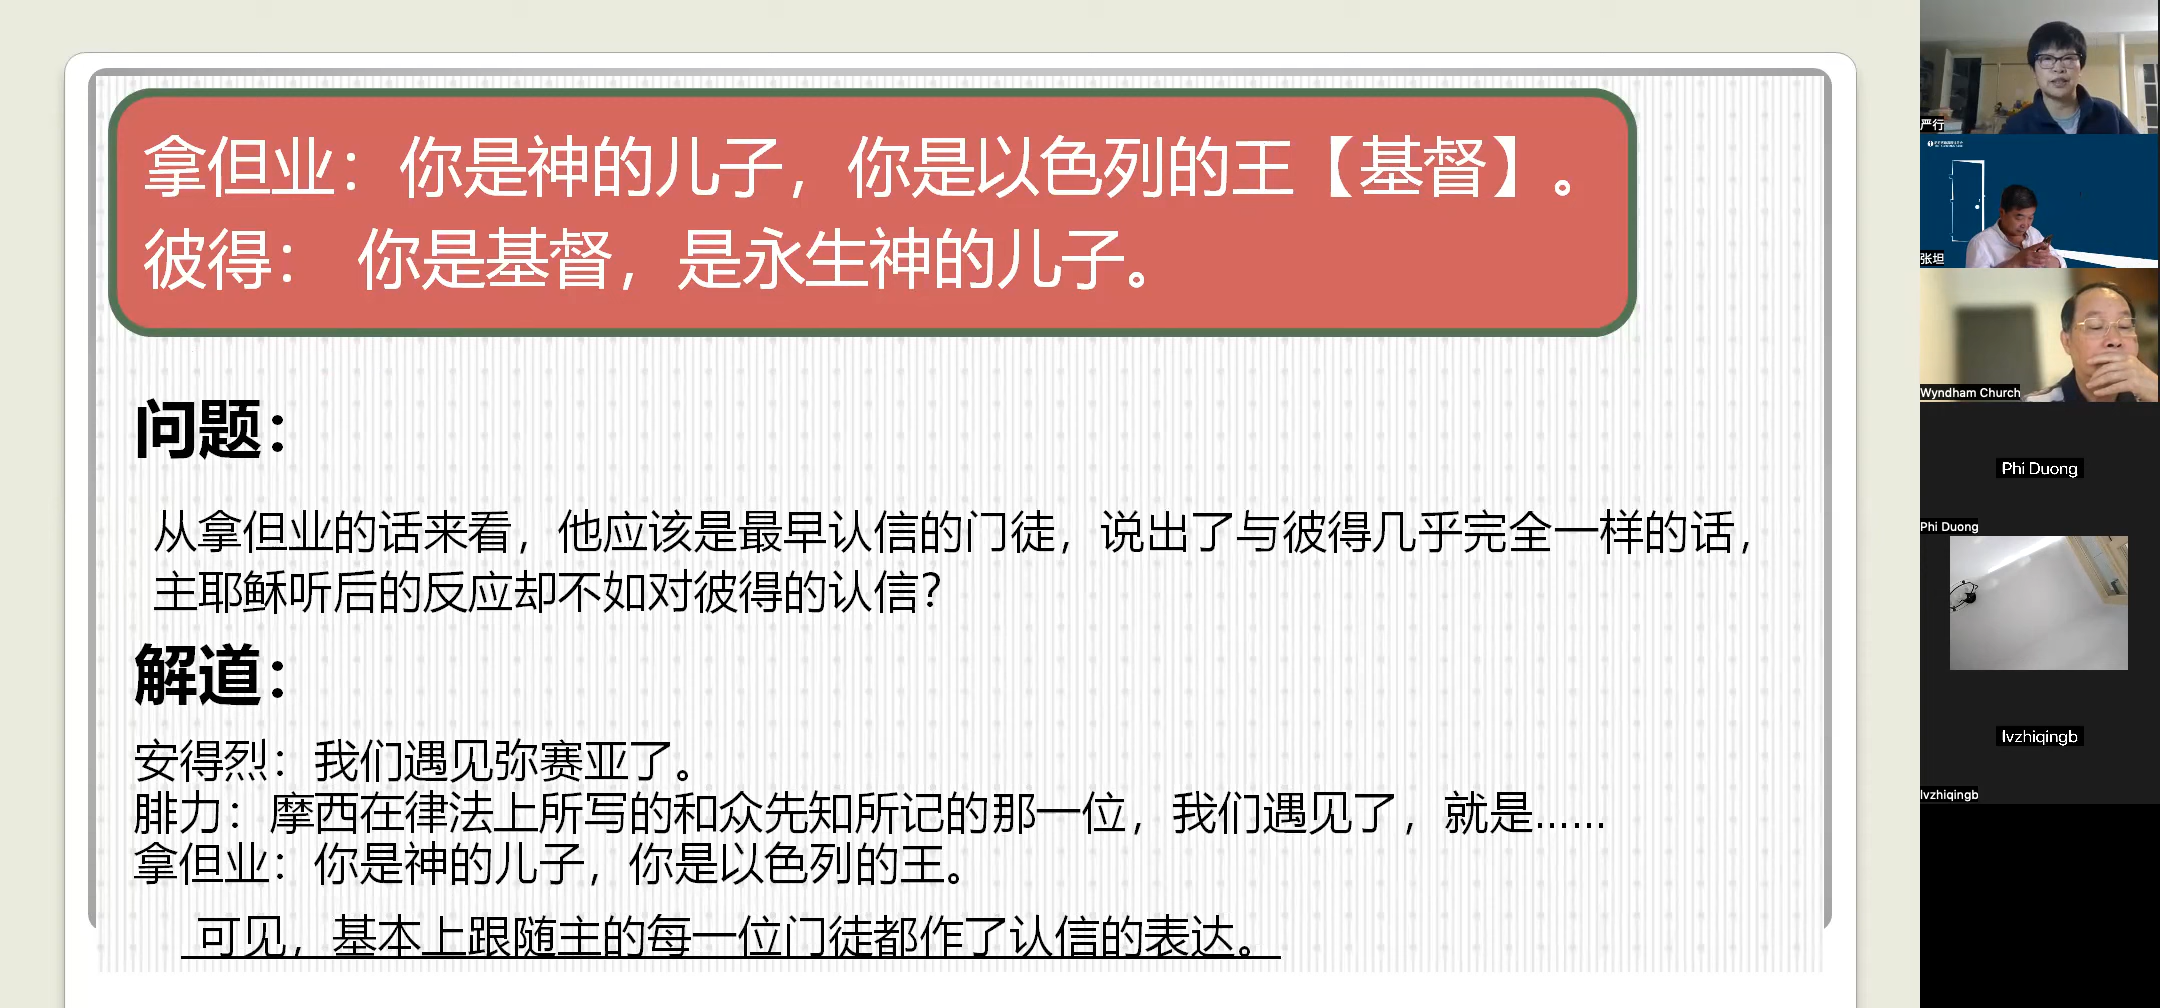 拿但业：你是神的儿子，你是以色列的王【基督】。
彼得： 你是基督，是永生神的儿子。
问题：
从拿但业的话来看，他应该是最早认信的门徒，说出了与彼得几乎完全一样的话，
主耶稣听后的反应却不如对彼得的认信？
解道：
安得烈：我们遇见弥赛亚了。
腓力：摩西在律法上所写的和众先知所记的那一位，我们遇见了，就是......
拿但业：你是神的儿子，你是以色列的王。
可见，基本上跟随主的每一位门徒都作了认信的表达。
严行
张坦
Wyndham Church
Phi Duong
Phi Duong
lvzhiqingb
lvzhiqingb